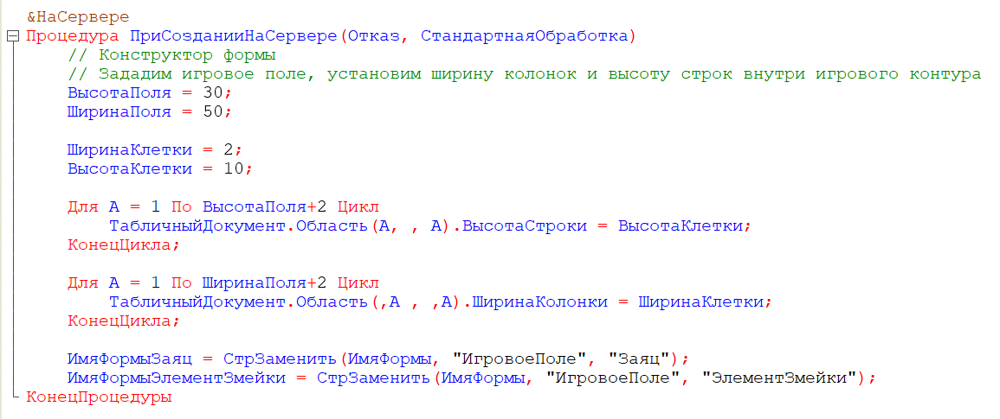 &НаСервере
Процедура ПриСозданииНаСервере(Отказ, СтандартнаяОбработка)
// Конструктор формы
// Зададим игровое поле, установим ширину колонок и высоту строк внутри игрового контура
ВысотаПоля = 30;
ШиринаПоля = 50;
ШиринаКлетки = 2;
ВысотаКлетки = 10;
Для А = 1 По ВысотаПоля+2 Цикл
ТабличныйДокумент.Область(А, , А).ВысотаСтроки = ВысотаКлетки;
КонецЦикла;
Для А = 1 По ШиринаПоля+2 Цикл
ТабличныйДокумент.Область(,А , ,А).ШиринаКолонки = ШиринаКлетки;
КонецЦикла;
ИмяФормыЗаяц = СтрЗаменить(ИмяФормы, "ИгровоеПоле", "Заяц");
ИмяФормыЭлементЗмейки = СтрЗаменить(ИмяФормы, "ИгровоеПоле", "ЭлементЗмейки");
КонецПроцедуры